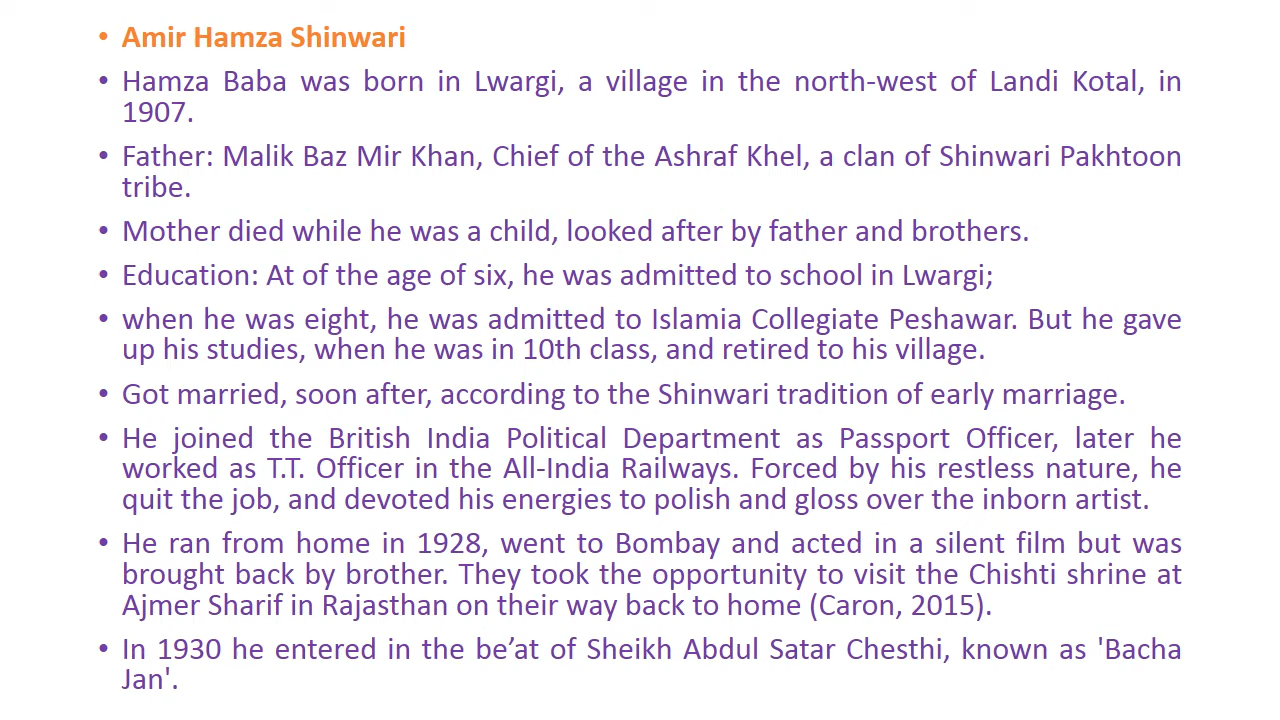 • Amir Hamza Shinwari
• Hamza Baba was born in Lwargi, a village in the north-west of Landi Kotal, in
1907.
• Father: Malik Baz Mir Khan, Chief of the Ashraf Khel, a clan of Shinwari Pakhtoon
tribe.
• Mother died while he was a child, looked after by father and brothers.
• Education: At of the age of six, he was admitted to school in Lwargi;
• when he was eight, he was admitted to Islamia Collegiate Peshawar. But he gave
up his studies, when he was in 10th class, and retired to his village.
• Got married, soon after, according to the Shinwari tradition of early marriage.
• He joined the British India Political Department as Passport Officer, later he
worked as T.T. Officer in the All-India Railways. Forced by his restless nature, he
quit the job, and devoted his energies to polish and gloss over the inborn artist.
• He ran from home in 1928, went to Bombay and acted in a silent film but was
brought back by brother. They took the opportunity to visit the Chishti shrine at
Ajmer Sharif in Rajasthan on their way back to home (Caron, 2015).
• In 1930 he entered in the be’at of Sheikh Abdul Satar Chesthi, known as 'Bacha
Jan'.